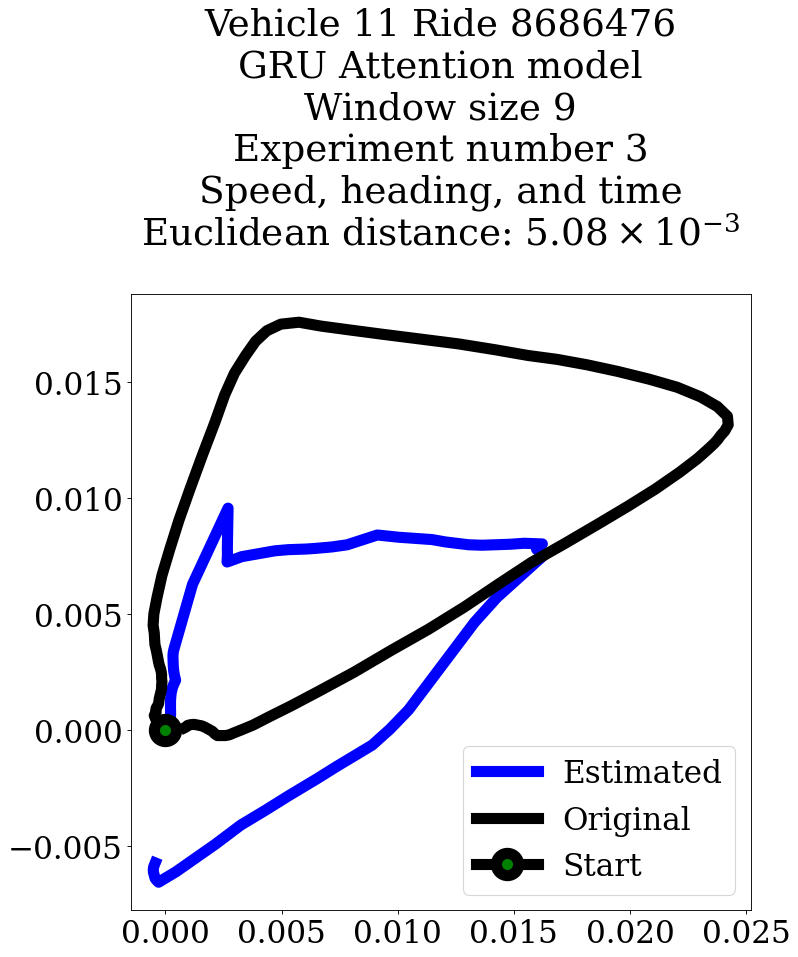 Vehicle 11 Ride 8686476
GRU Attention model
Window size 9
Experiment number 3
Speed, heading, and time
Euclidean distance: 5.08 × 10⁻³
0.015
0.010
0.005
0.000
−0.005
Estimated
Original
Start
0.000 0.005 0.010 0.015 0.020 0.025